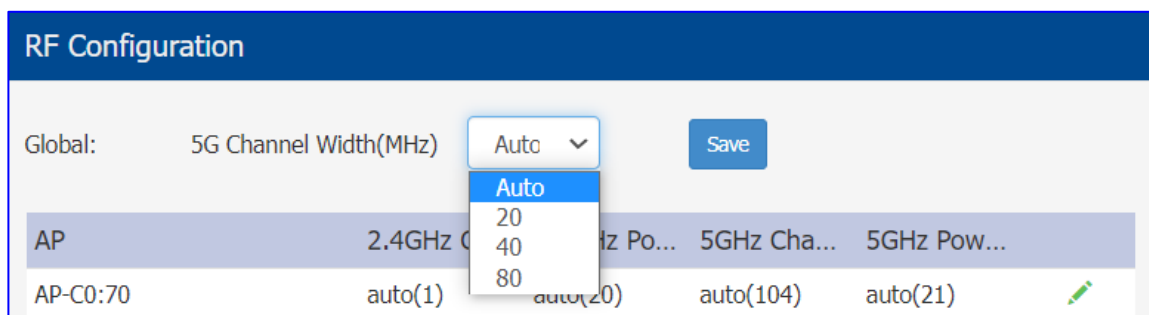 RF Configuration
Global: 5G Channel Width(MHz) Auto Save
Auto
20
40
80
AP 2.4GHz Po... 5GHz Cha... 5GHz Pow...
AP-C0:70 auto(1) auto(20) auto(104) auto(21)